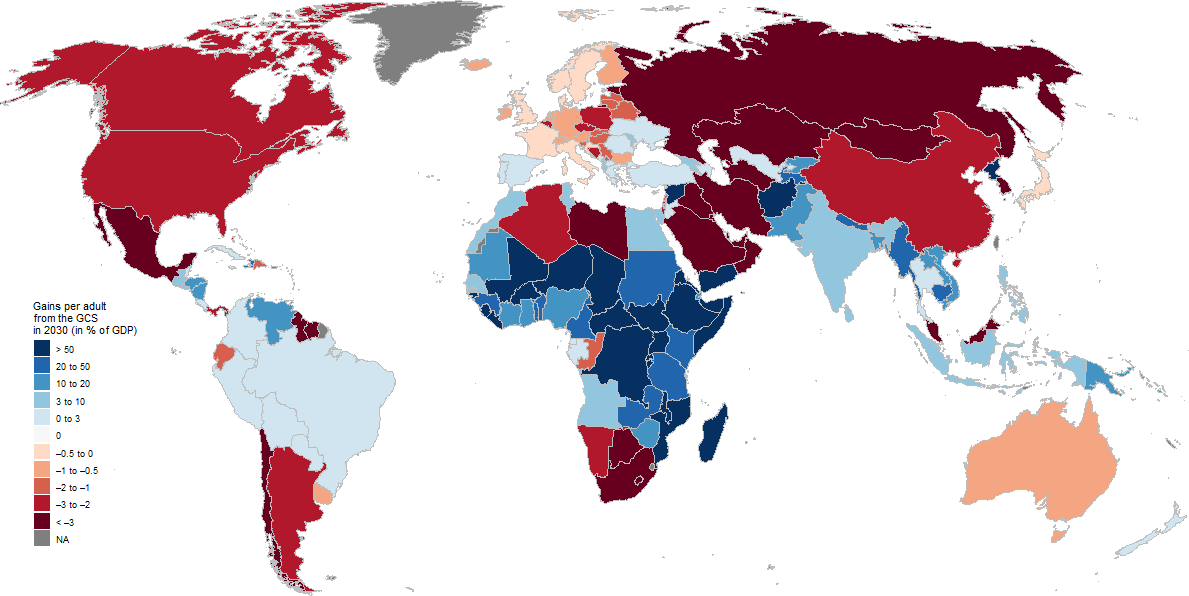 Gains per adult
from the GCS
in 2030 (in % of GDP)
> 50
20 to 50
10 to 20
3 to 10
0 to 3
0
–0.5 to 0
–1 to –0.5
–2 to –1
–3 to –2
< –3
NA